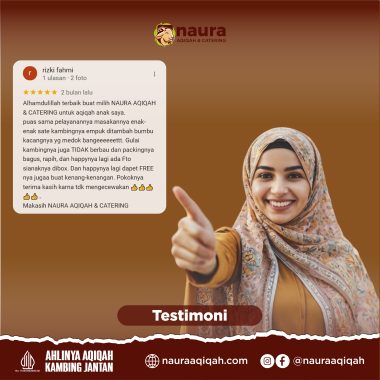 naura
AQIQAH & CATERING
rizki fahmi
1 ulasan · 2 foto
★★★★★ 2 bulan lalu
Alhamdulillah terbaik buat milih NAURA AQIQAH
& CATERING untuk aqiqah anak saya.
puas sama pelayanannya masakannya enak-
enak sate kambingnya empuk ditambah bumbu
kacangnya yg medok bangeeeeeettt. Gulai
kambingnya juga TIDAK berbau dan packingnya
bagus, rapih, dan happynya lagi ada Fto
sianaknya dibox. Dan happynya lagi dapet FREE
nya jugaa buat kenang-kenangan. Pokoknya
terima kasih karna tdk mengecewakan 👍👍👍
👍👍..
Makasih NAURA AQIQAH & CATERING
Testimoni
AHLINYA AQIQAH
KAMBING JANTAN
nauraaqiqah.com
@nauraaqiqah